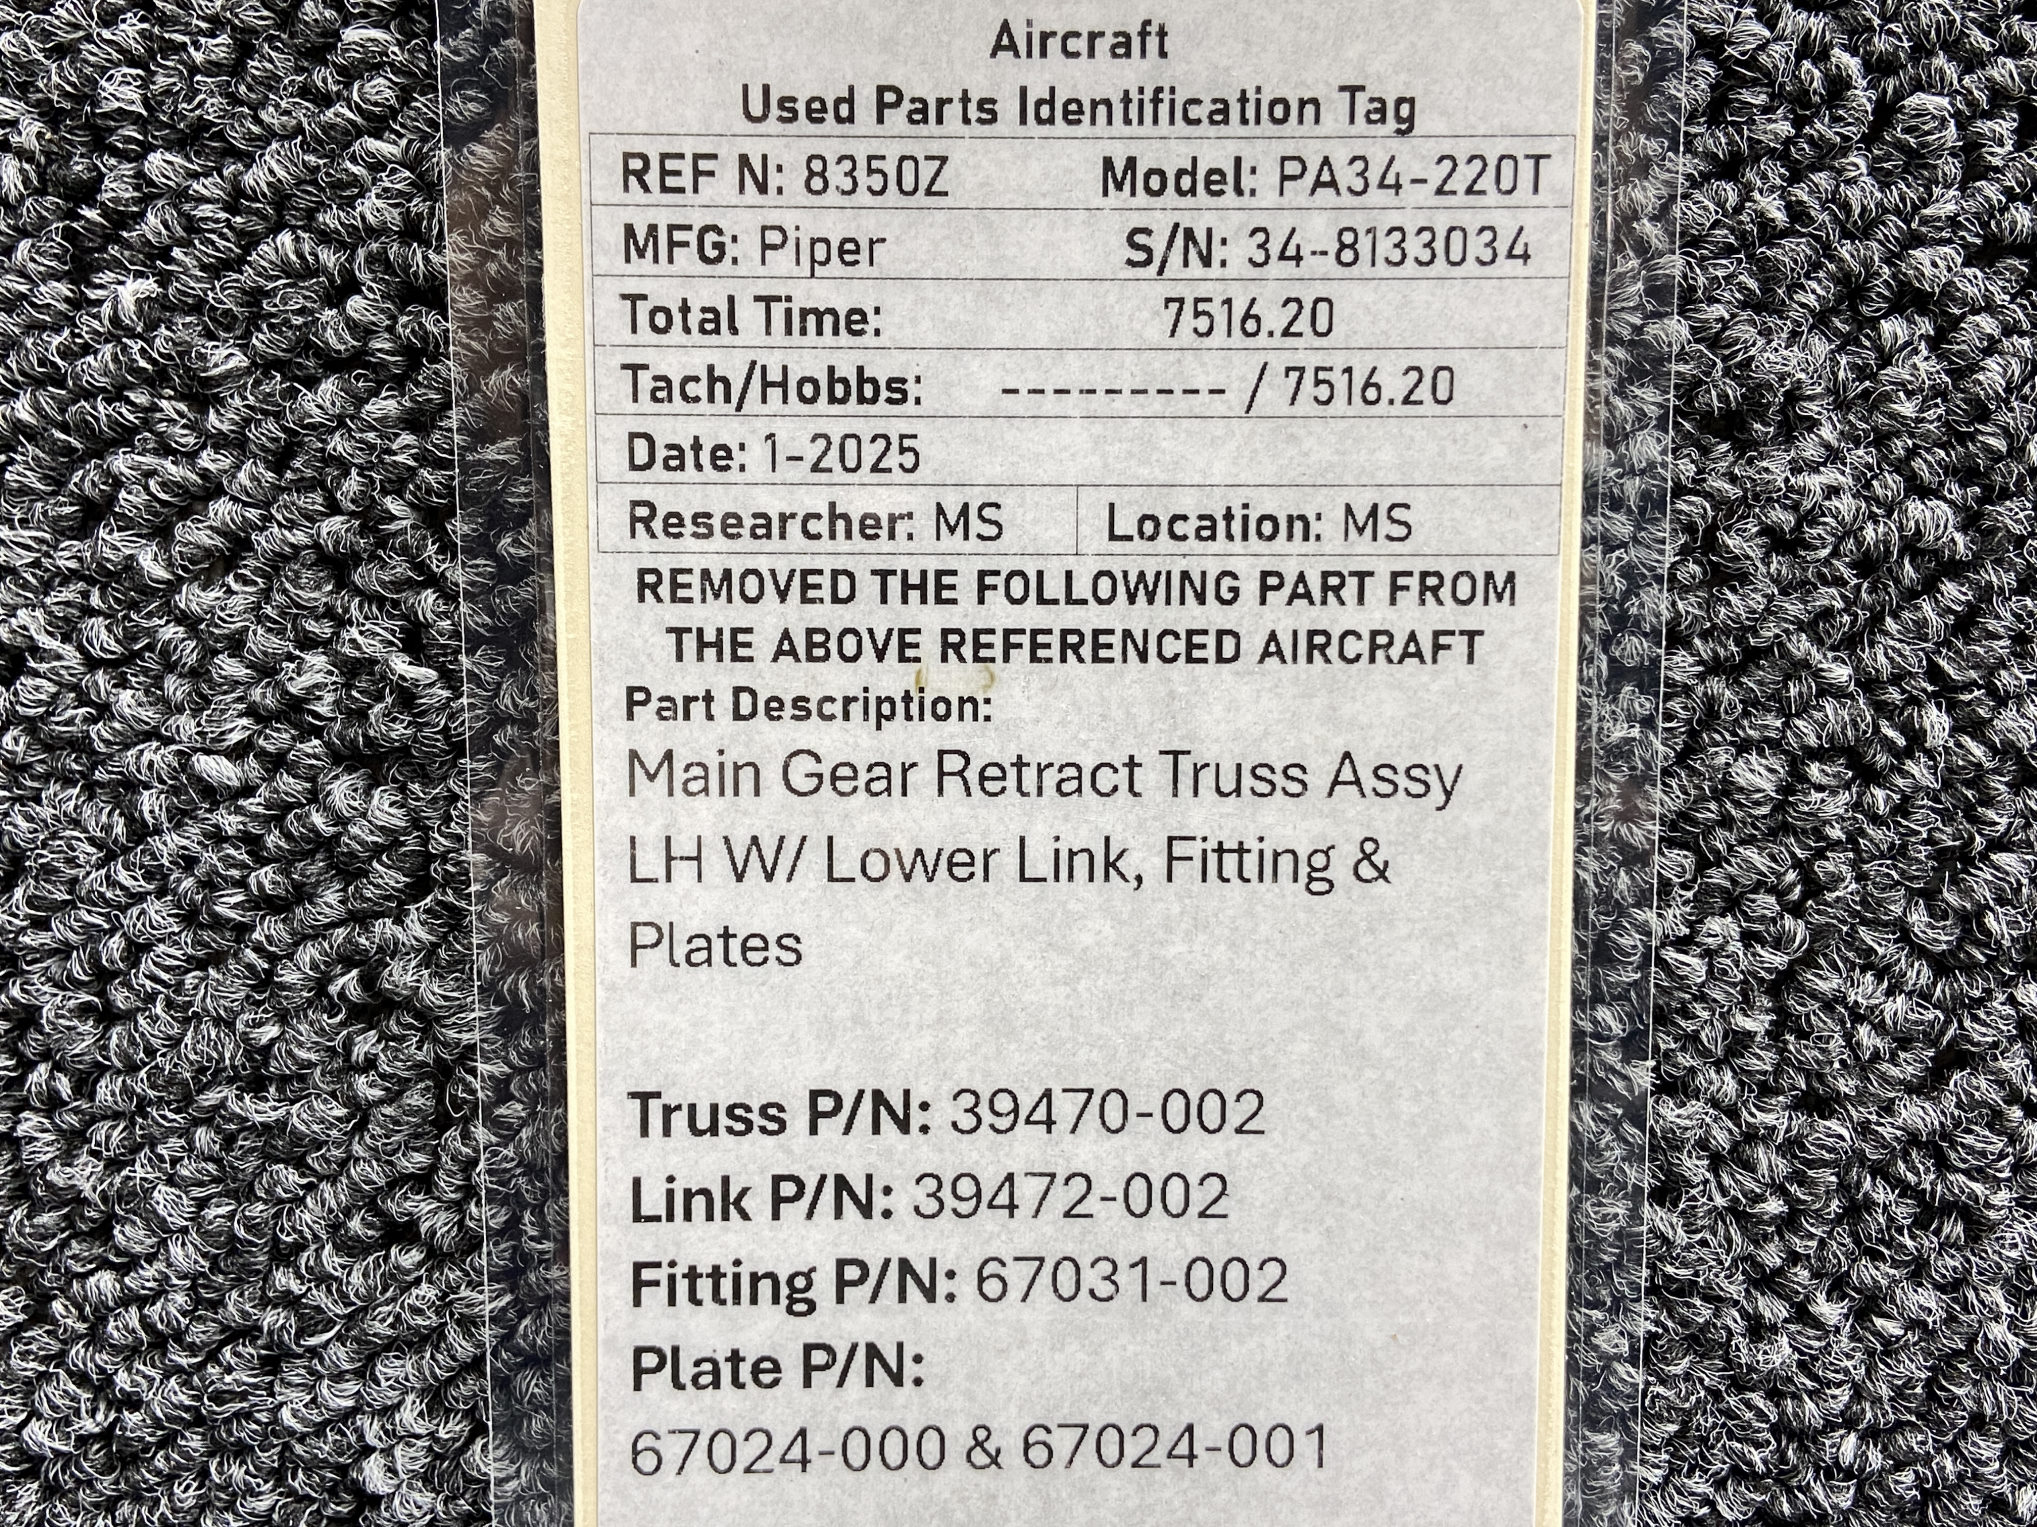 Aircraft
Used Parts Identification Tag
REF N: 8350Z Model: PA34-220T
MFG: Piper S/N: 34-8133034
Total Time: 7516.20
Tach/Hobbs: --------- / 7516.20
Date: 1-2025
Researcher: MS Location: MS
REMOVED THE FOLLOWING PART FROM
THE ABOVE REFERENCED AIRCRAFT
Part Description:
Main Gear Retract Truss Assy
LH W/ Lower Link, Fitting &
Plates
Truss P/N: 39470-002
Link P/N: 39472-002
Fitting P/N: 67031-002
Plate P/N:
67024-000 & 67024-001